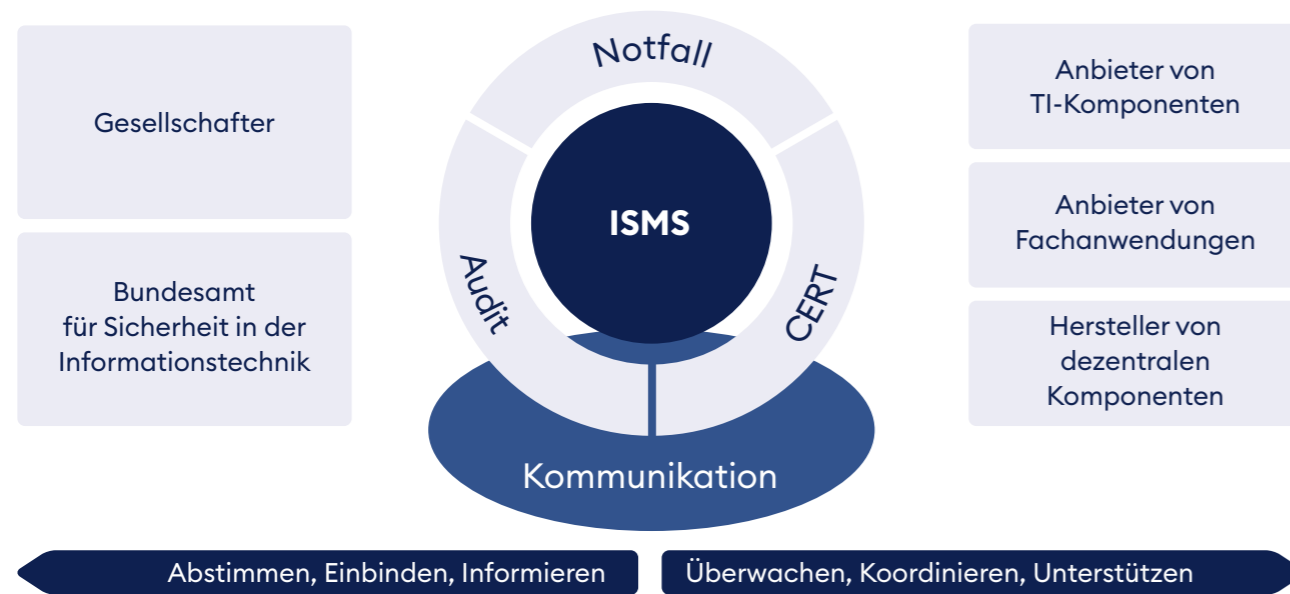 Gesellschafter
Bundesamt
für Sicherheit in der
Informationstechnik
Notfall
ISMS
Audit
CERT
Kommunikation
Anbieter von
TI-Komponenten
Anbieter von
Fachanwendungen
Hersteller von
dezentralen
Komponenten
Abstimmen, Einbinden, Informieren
Überwachen, Koordinieren, Unterstützen